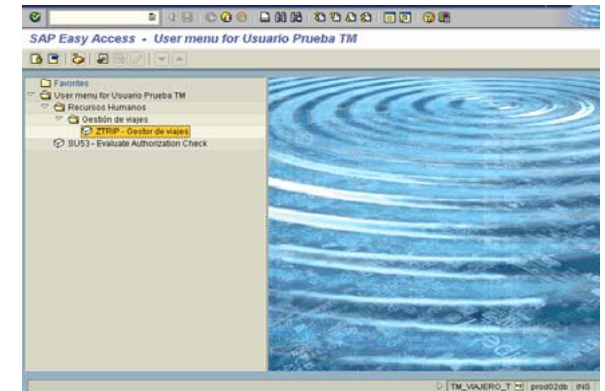 SAP Easy Access - User menu for Usuario Prueba TM
Favorites
User menu for Usuario Prueba TM
Recursos Humanos
Gestión de viajes
ZTRIP - Gestor de viajes
SU53 - Evaluate Authorization Check
TM_VIAJERO_T prod02db INS